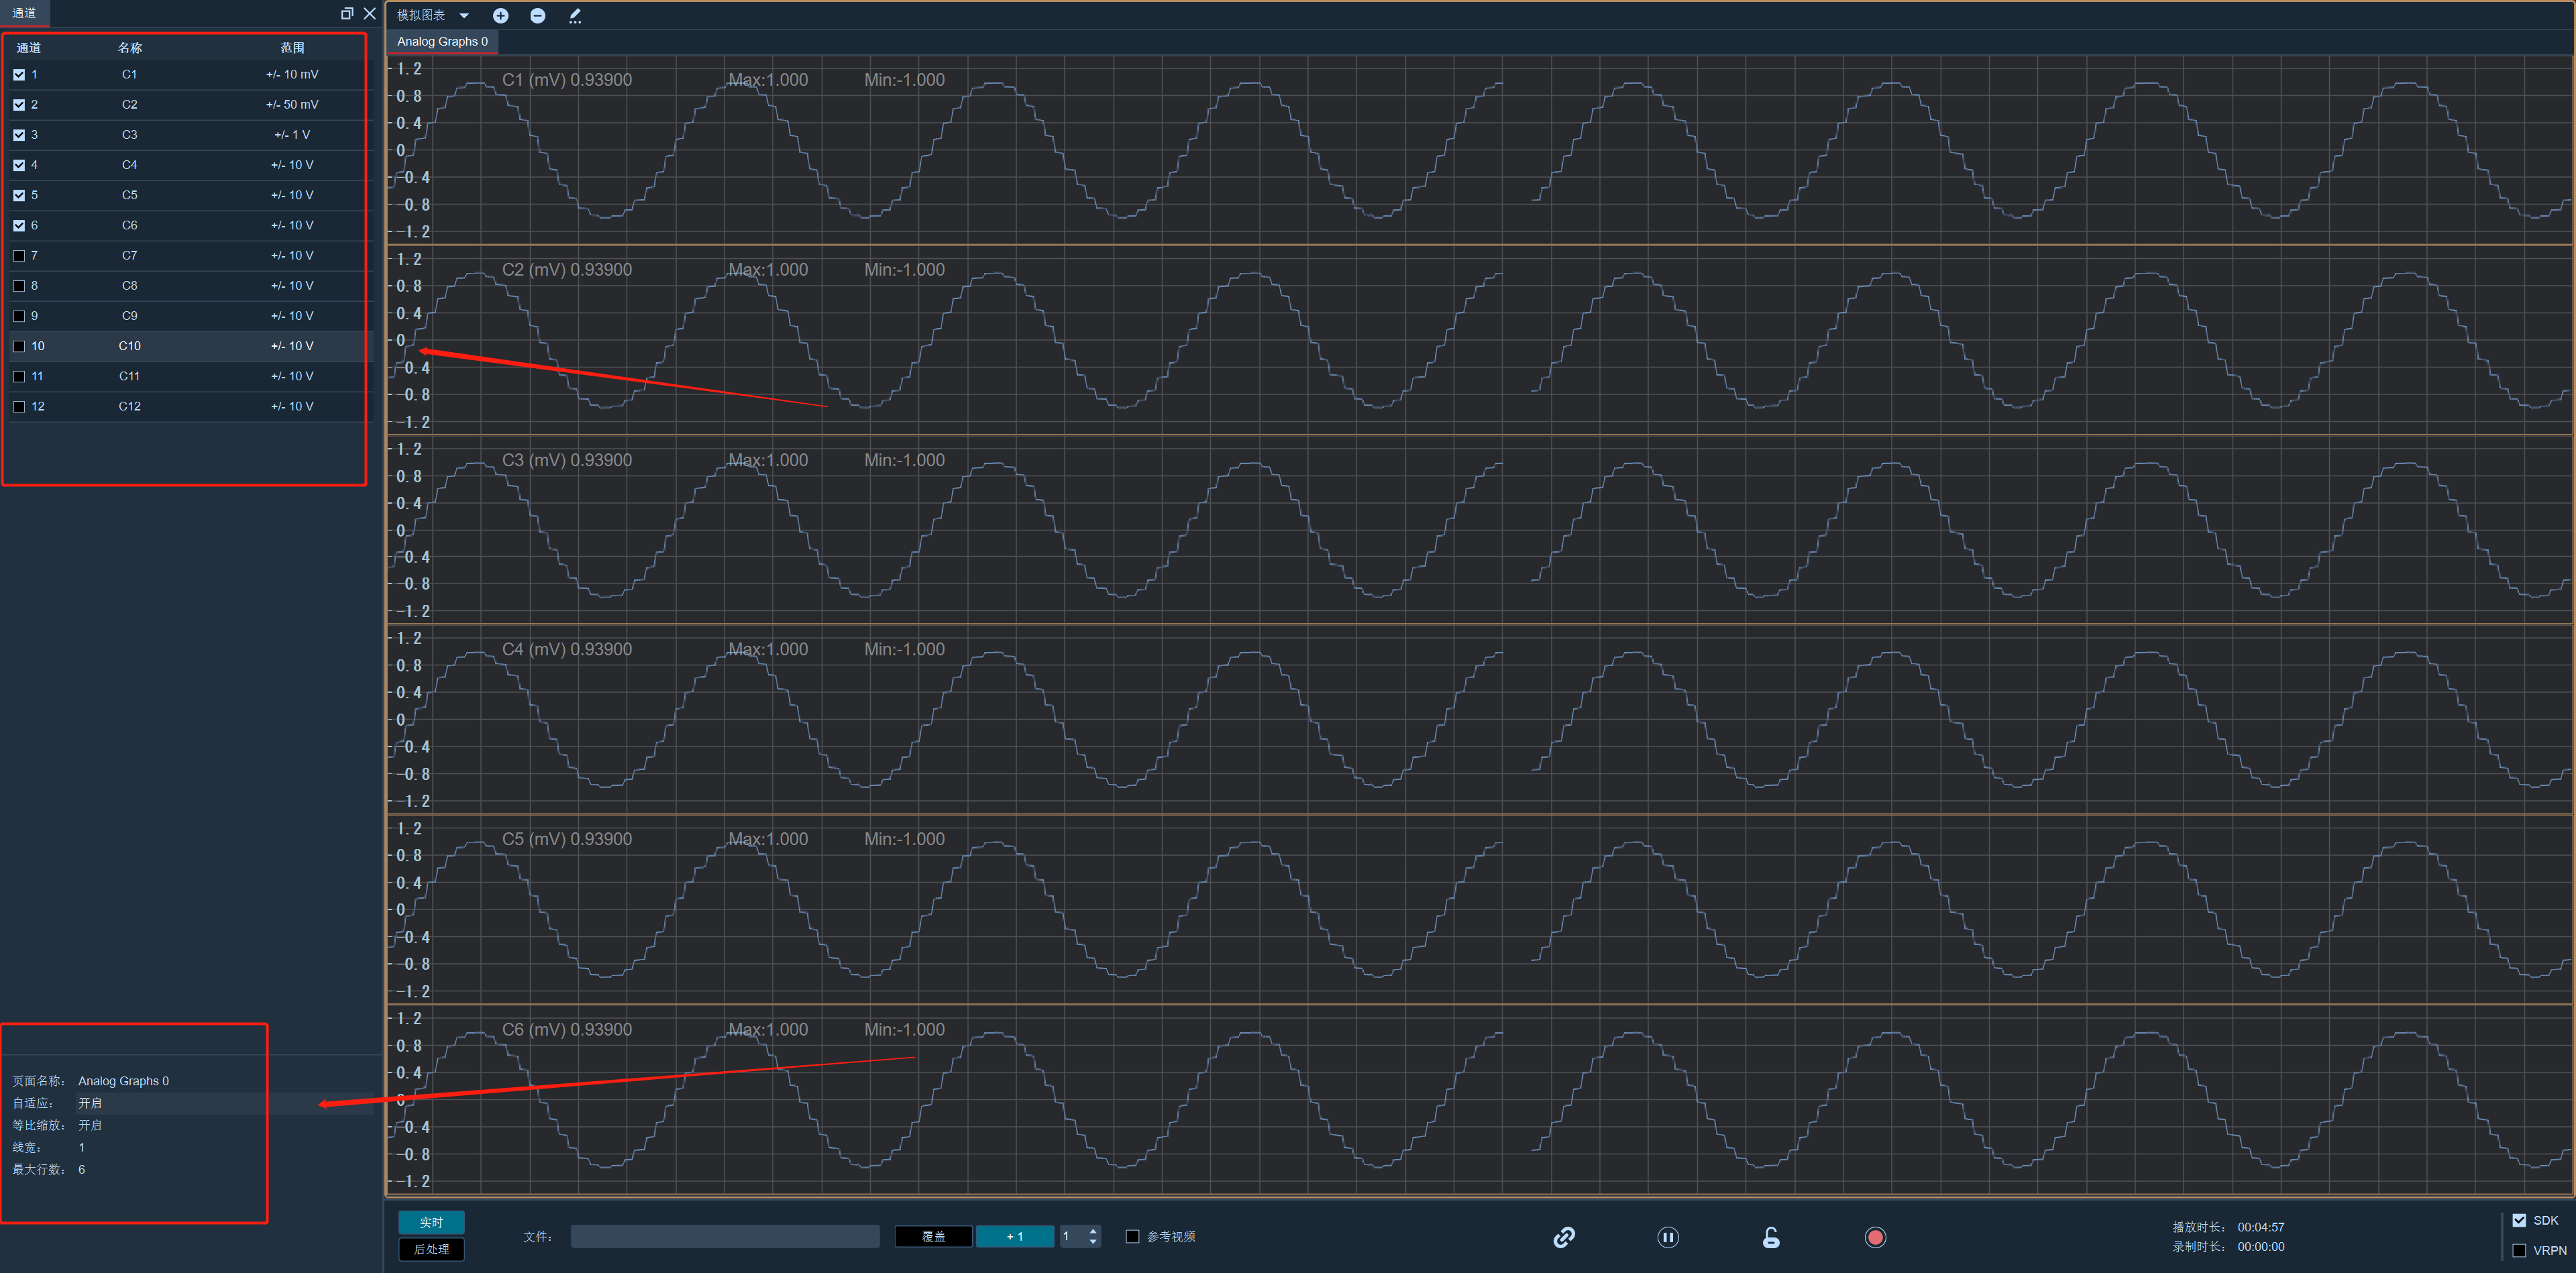 通道
通道 名称 范围
1 C1 +/- 10 mV
2 C2 +/- 50 mV
3 C3 +/- 1 V
4 C4 +/- 10 V
5 C5 +/- 10 V
6 C6 +/- 10 V
7 C7 +/- 10 V
8 C8 +/- 10 V
9 C9 +/- 10 V
10 C10 +/- 10 V
11 C11 +/- 10 V
12 C12 +/- 10 V
页面名称: Analog Graphs 0
自适应: 开启
等比缩放: 开启
线宽: 1
最大行数: 6
模拟图表
Analog Graphs 0
C1 (mV) 0.93900 Max:1.000 Min:-1.000
1.2
0.8
0.4
0
-0.4
-0.8
-1.2
C2 (mV) 0.93900 Max:1.000 Min:-1.000
1.2
0.8
0.4
0
-0.4
-0.8
-1.2
C3 (mV) 0.93900 Max:1.000 Min:-1.000
1.2
0.8
0.4
0
-0.4
-0.8
-1.2
C4 (mV) 0.93900 Max:1.000 Min:-1.000
1.2
0.8
0.4
0
-0.4
-0.8
-1.2
C5 (mV) 0.93900 Max:1.000 Min:-1.000
1.2
0.8
0.4
0
-0.4
-0.8
-1.2
C6 (mV) 0.93900 Max:1.000 Min:-1.000
1.2
0.8
0.4
0
-0.4
-0.8
-1.2
实时
后处理
文件: 覆盖 + 1 1 参考视频
播放时长: 00:04:57
录制时长: 00:00:00
SDK
VRPN